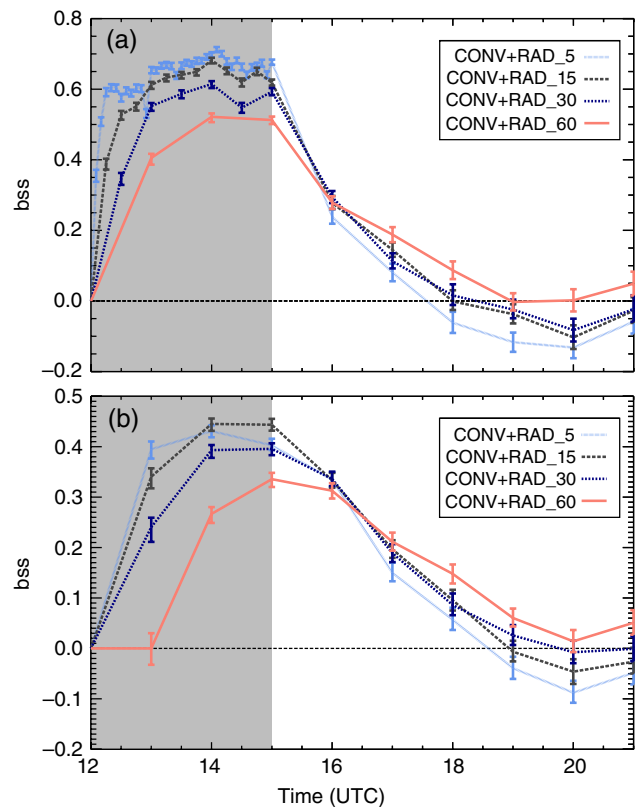 (a)
CONV+RAD_5
CONV+RAD_15
CONV+RAD_30
CONV+RAD_60
0.8
0.6
0.4
0.2
0.0
−0.2
bss
(b)
CONV+RAD_5
CONV+RAD_15
CONV+RAD_30
CONV+RAD_60
0.5
0.4
0.3
0.2
0.1
0.0
−0.1
−0.2
bss
12 14 16 18 20
Time (UTC)